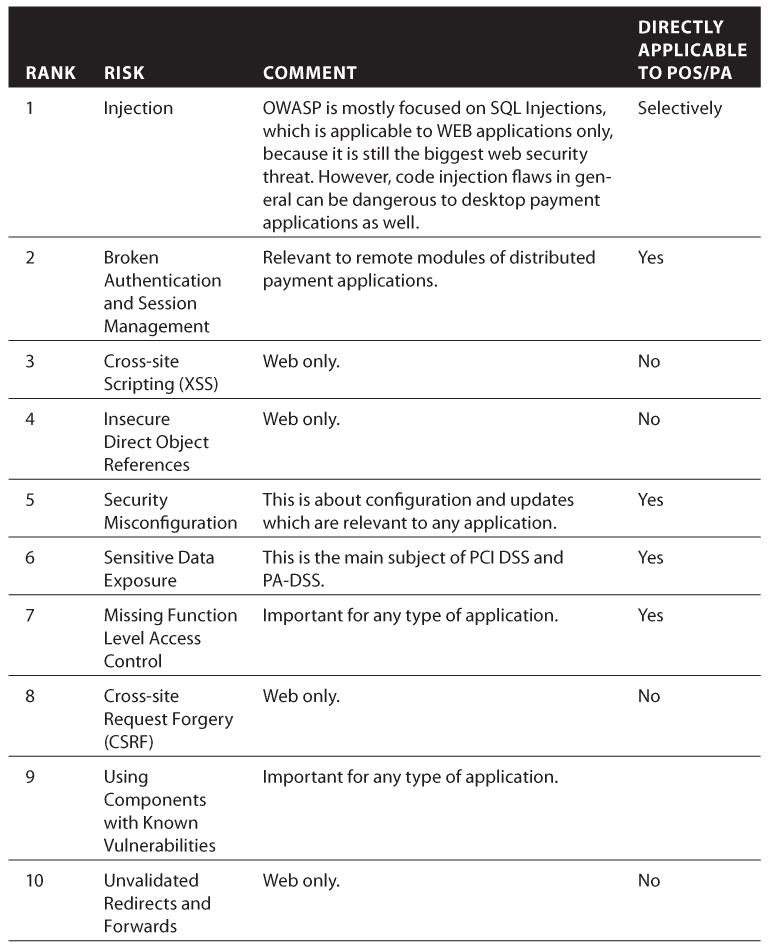 RANK RISK COMMENT DIRECTLY APPLICABLE TO POS/PA
1 Injection OWASP is mostly focused on SQL Injections, Selectively
which is applicable to WEB applications only,
because it is still the biggest web security
threat. However, code injection flaws in gen-
eral can be dangerous to desktop payment
applications as well.
2 Broken Relevant to remote modules of distributed Yes
Authentication payment applications.
and Session
Management
3 Cross-site Web only. No
Scripting (XSS)
4 Insecure Web only. No
Direct Object
References
5 Security This is about configuration and updates Yes
Misconfiguration which are relevant to any application.
6 Sensitive Data This is the main subject of PCI DSS and Yes
Exposure PA-DSS.
7 Missing Function Important for any type of application. Yes
Level Access
Control
8 Cross-site Web only. No
Request Forgery
(CSRF)
9 Using Important for any type of application.
Components
with Known
Vulnerabilities
10 Unvalidated Web only. No
Redirects and
Forwards